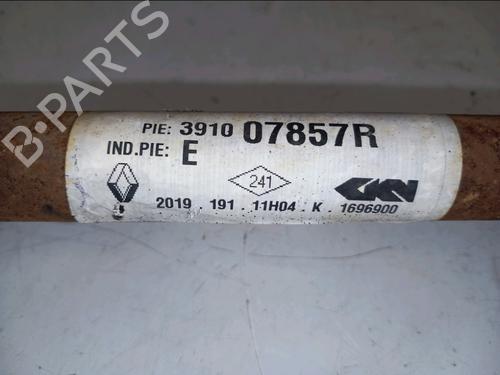 B-PARTS
PIE: 3910 07857R
IND.PIE: E
241
GKN
2019 . 191 . 11H04 . K 1696900